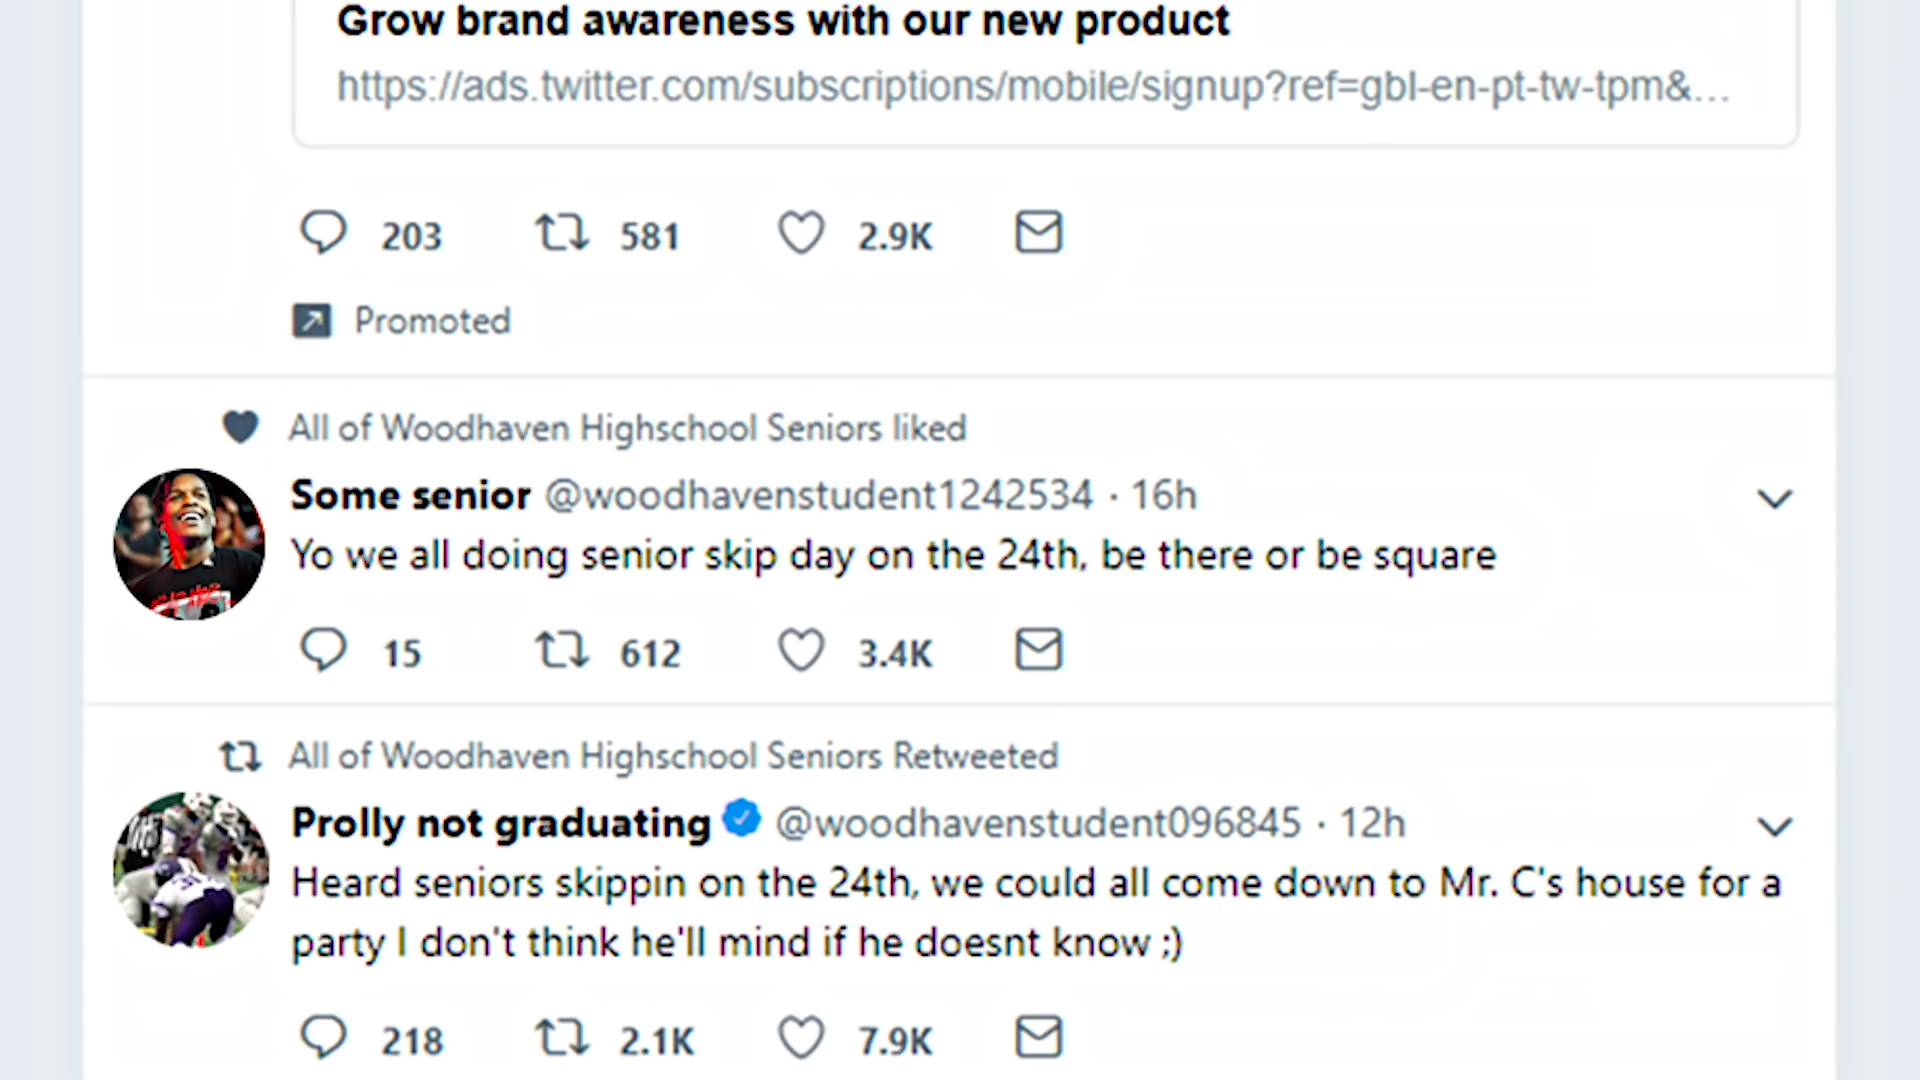 Grow brand awareness with our new product
https://ads.twitter.com/subscriptions/mobile/signup?ref=gbl-en-pt-tw-tpm&...
203 581 2.9K
Promoted
All of Woodhaven Highschool Seniors liked
Some senior @woodhavenstudent1242534 · 16h
Yo we all doing senior skip day on the 24th, be there or be square
15 612 3.4K
All of Woodhaven Highschool Seniors Retweeted
Prolly not graduating @woodhavenstudent096845 · 12h
Heard seniors skippin on the 24th, we could all come down to Mr. C's house for a
party I don't think he'll mind if he doesnt know ;)
218 2.1K 7.9K